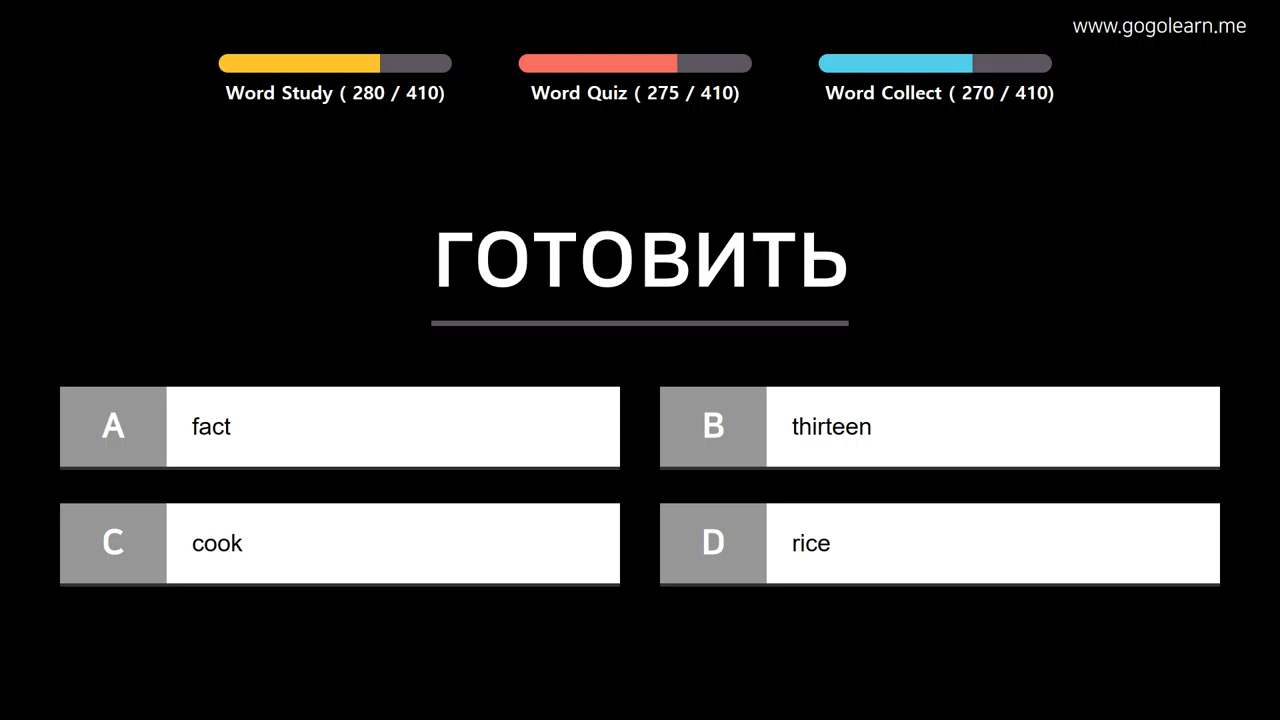 www.gogolearn.me
Word Study ( 280 / 410)
Word Quiz ( 275 / 410)
Word Collect ( 270 / 410)
готовить
A
fact
B
thirteen
C
cook
D
rice